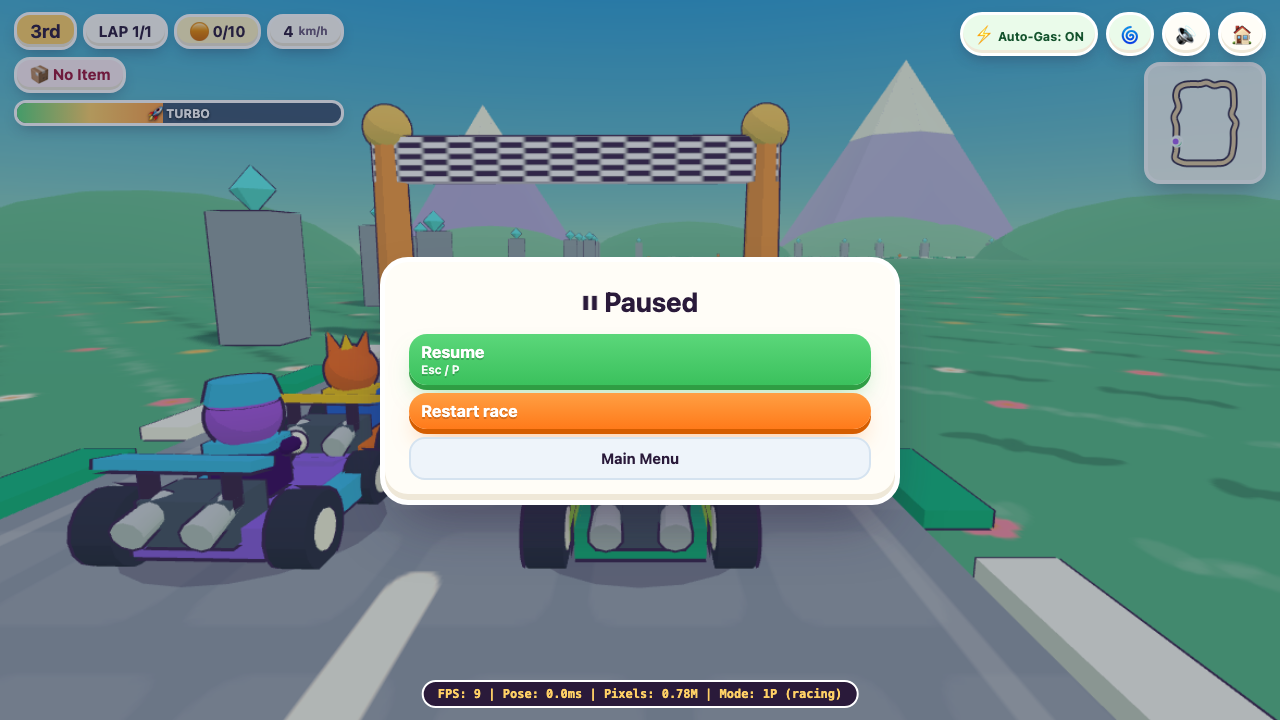 3rd
LAP 1/1
0/10
4 km/h
Auto-Gas: ON
No Item
TURBO
Paused
Resume
Esc / P
Restart race
Main Menu
FPS: 9 | Pose: 0.0ms | Pixels: 0.78M | Mode: 1P (racing)